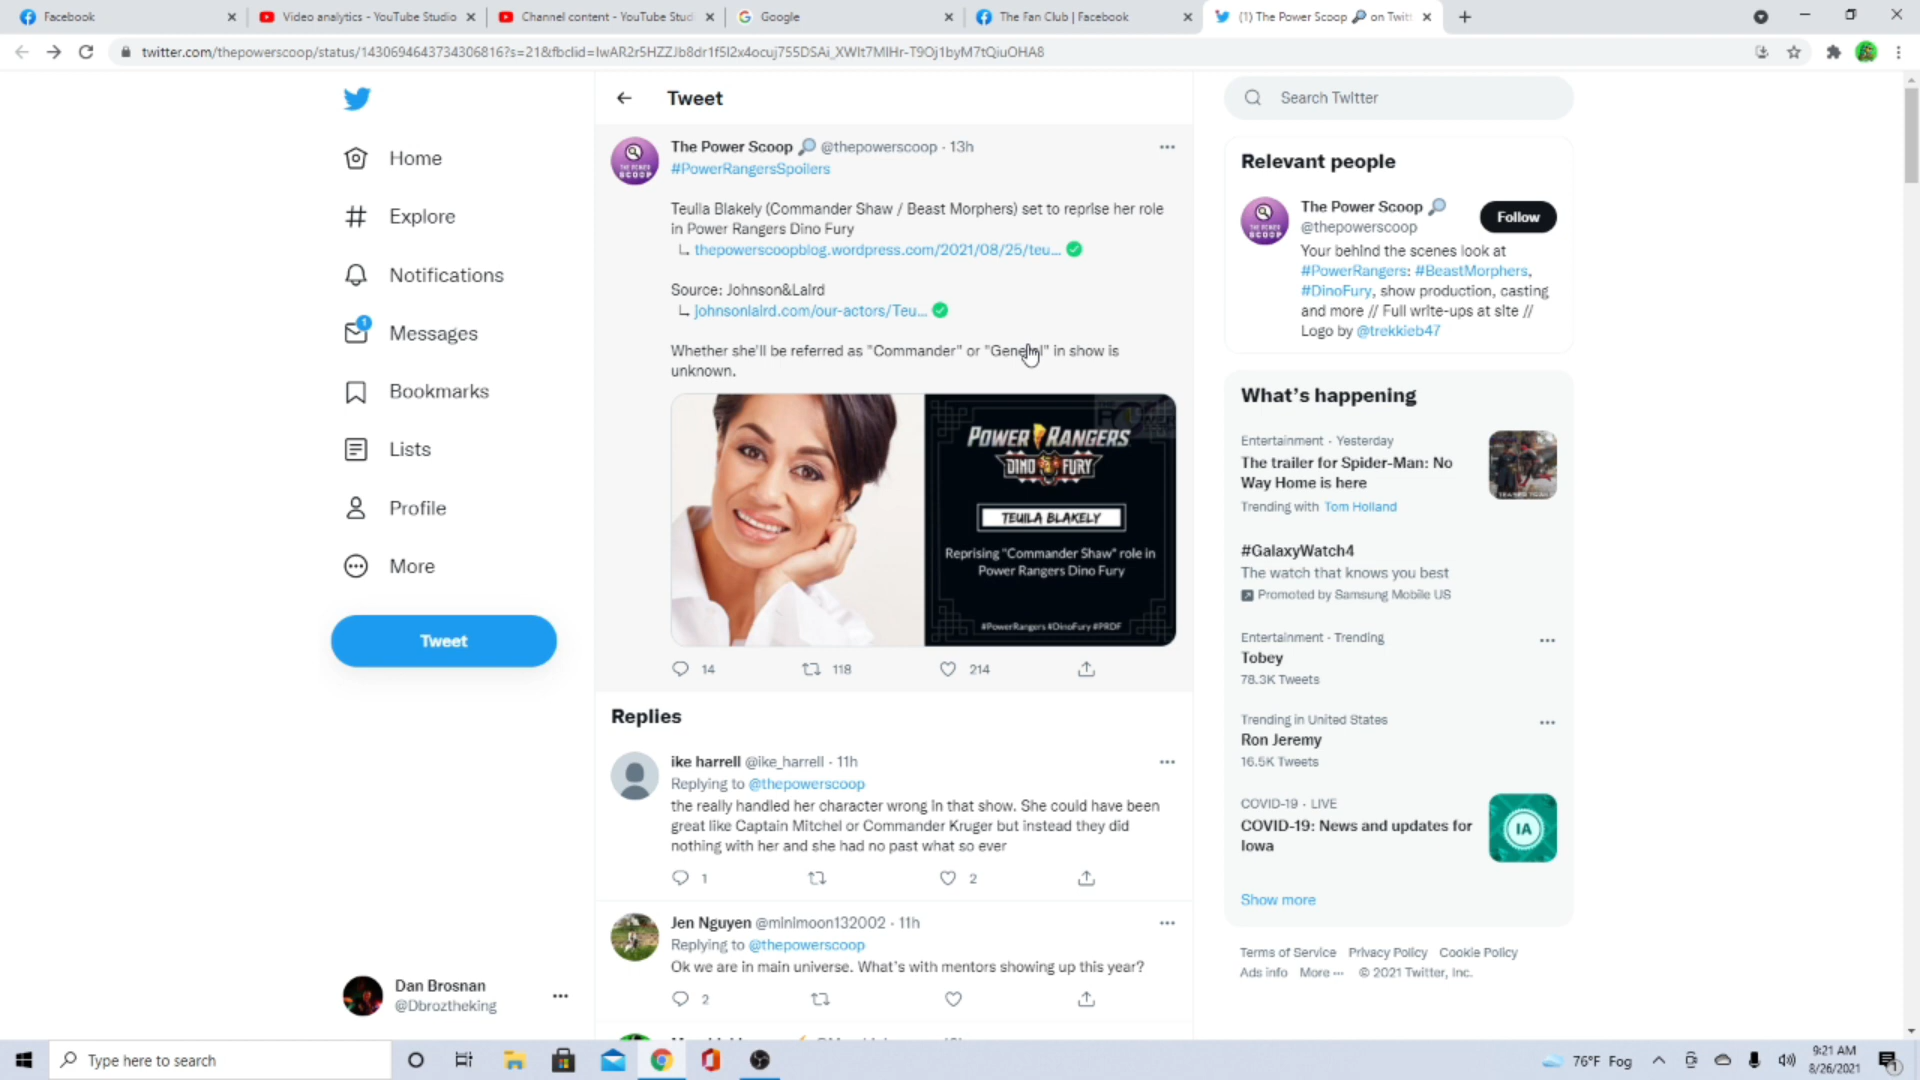 Facebook
Video analytics - YouTube Studio
Channel content - YouTube Stud
Google
The Fan Club | Facebook
(1) The Power Scoop 🔎 on Twitt
twitter.com/thepowerscoop/status/1430694643734306816?s=21&fbclid=IwAR2r5HZZJb8dr1f5I2x4ocuj755DSAi_XWIt7MIHr-T9Oj1byM7tQiuOHA8
Home
Explore
Notifications
1
Messages
Bookmarks
Lists
Profile
More
Tweet
Dan Brosnan
@Dbroztheking
Tweet
The Power Scoop 🔎 @thepowerscoop · 13h
#PowerRangersSpoilers
Teuila Blakely (Commander Shaw / Beast Morphers) set to reprise her role
in Power Rangers Dino Fury
thepowerscoopblog.wordpress.com/2021/08/25/teu...
Source: Johnson&Laird
johnsonlaird.com/our-actors/Teu...
Whether she'll be referred as "Commander" or "General" in show is
unknown.
THE POWER
SCOOP
POWER RANGERS
DINO FURY
TEUILA BLAKELY
Reprising "Commander Shaw" role in
Power Rangers Dino Fury
#PowerRangers #DinoFury #PRDF
14
118
214
Replies
ike harrell @ike_harrell · 11h
Replying to @thepowerscoop
the really handled her character wrong in that show. She could have been
great like Captain Mitchel or Commander Kruger but instead they did
nothing with her and she had no past what so ever
1
2
Jen Nguyen @minimoon132002 · 11h
Replying to @thepowerscoop
Ok we are in main universe. What's with mentors showing up this year?
2
Search Twitter
Relevant people
The Power Scoop 🔎
@thepowerscoop
Follow
Your behind the scenes look at
#PowerRangers: #BeastMorphers,
#DinoFury, show production, casting
and more // Full write-ups at site //
Logo by @trekkieb47
What's happening
Entertainment · Yesterday
The trailer for Spider-Man: No
Way Home is here
Trending with Tom Holland
#GalaxyWatch4
The watch that knows you best
Promoted by Samsung Mobile US
Entertainment · Trending
Tobey
78.3K Tweets
Trending in United States
Ron Jeremy
16.5K Tweets
COVID-19 · LIVE
COVID-19: News and updates for
Iowa
IA
Show more
Terms of Service Privacy Policy Cookie Policy
Ads info More ··· © 2021 Twitter, Inc.
Type here to search
76°F Fog
9:21 AM
8/26/2021
1